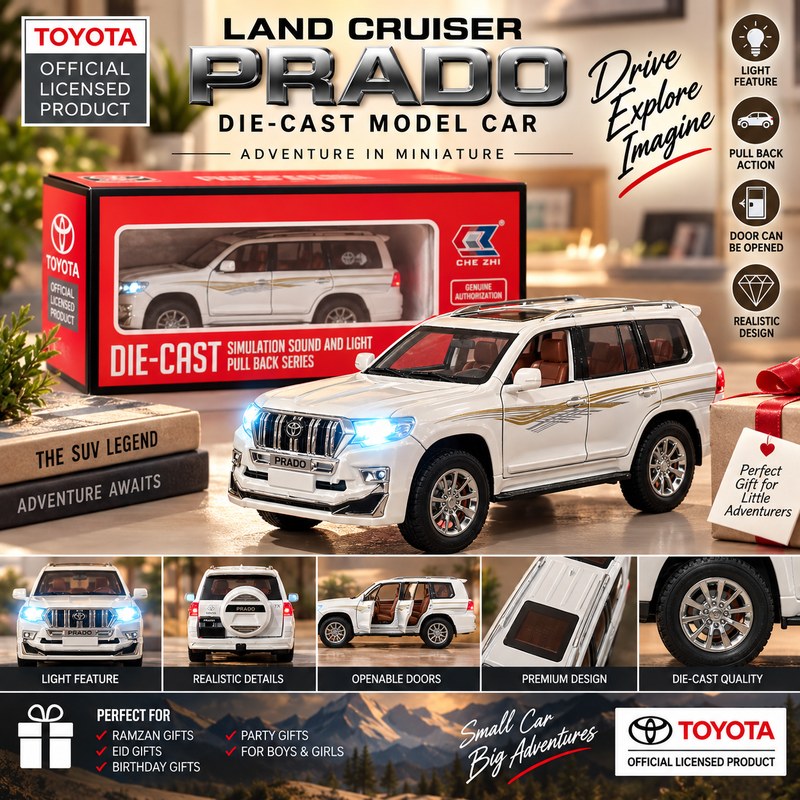 TOYOTA
OFFICIAL
LICENSED
PRODUCT
LAND CRUISER
PRADO
DIE-CAST MODEL CAR
ADVENTURE IN MINIATURE
Drive
Explore
Imagine
LIGHT
FEATURE
PULL BACK
ACTION
DOOR CAN
BE OPENED
REALISTIC
DESIGN
TOYOTA
OFFICIAL
LICENSED
PRODUCT
CHE ZHI
®
GENUINE
AUTHORIZATION
DIE-CAST
SIMULATION SOUND AND LIGHT
PULL BACK SERIES
THE SUV LEGEND
ADVENTURE AWAITS
PRADO
Perfect
Gift for
Little
Adventurers
PRADO
PRADO
LIGHT FEATURE
REALISTIC DETAILS
OPENABLE DOORS
PREMIUM DESIGN
DIE-CAST QUALITY
PERFECT FOR
✓ RAMZAN GIFTS
✓ EID GIFTS
✓ BIRTHDAY GIFTS
✓ PARTY GIFTS
✓ FOR BOYS & GIRLS
Small Car
Big Adventures
TOYOTA
OFFICIAL LICENSED PRODUCT